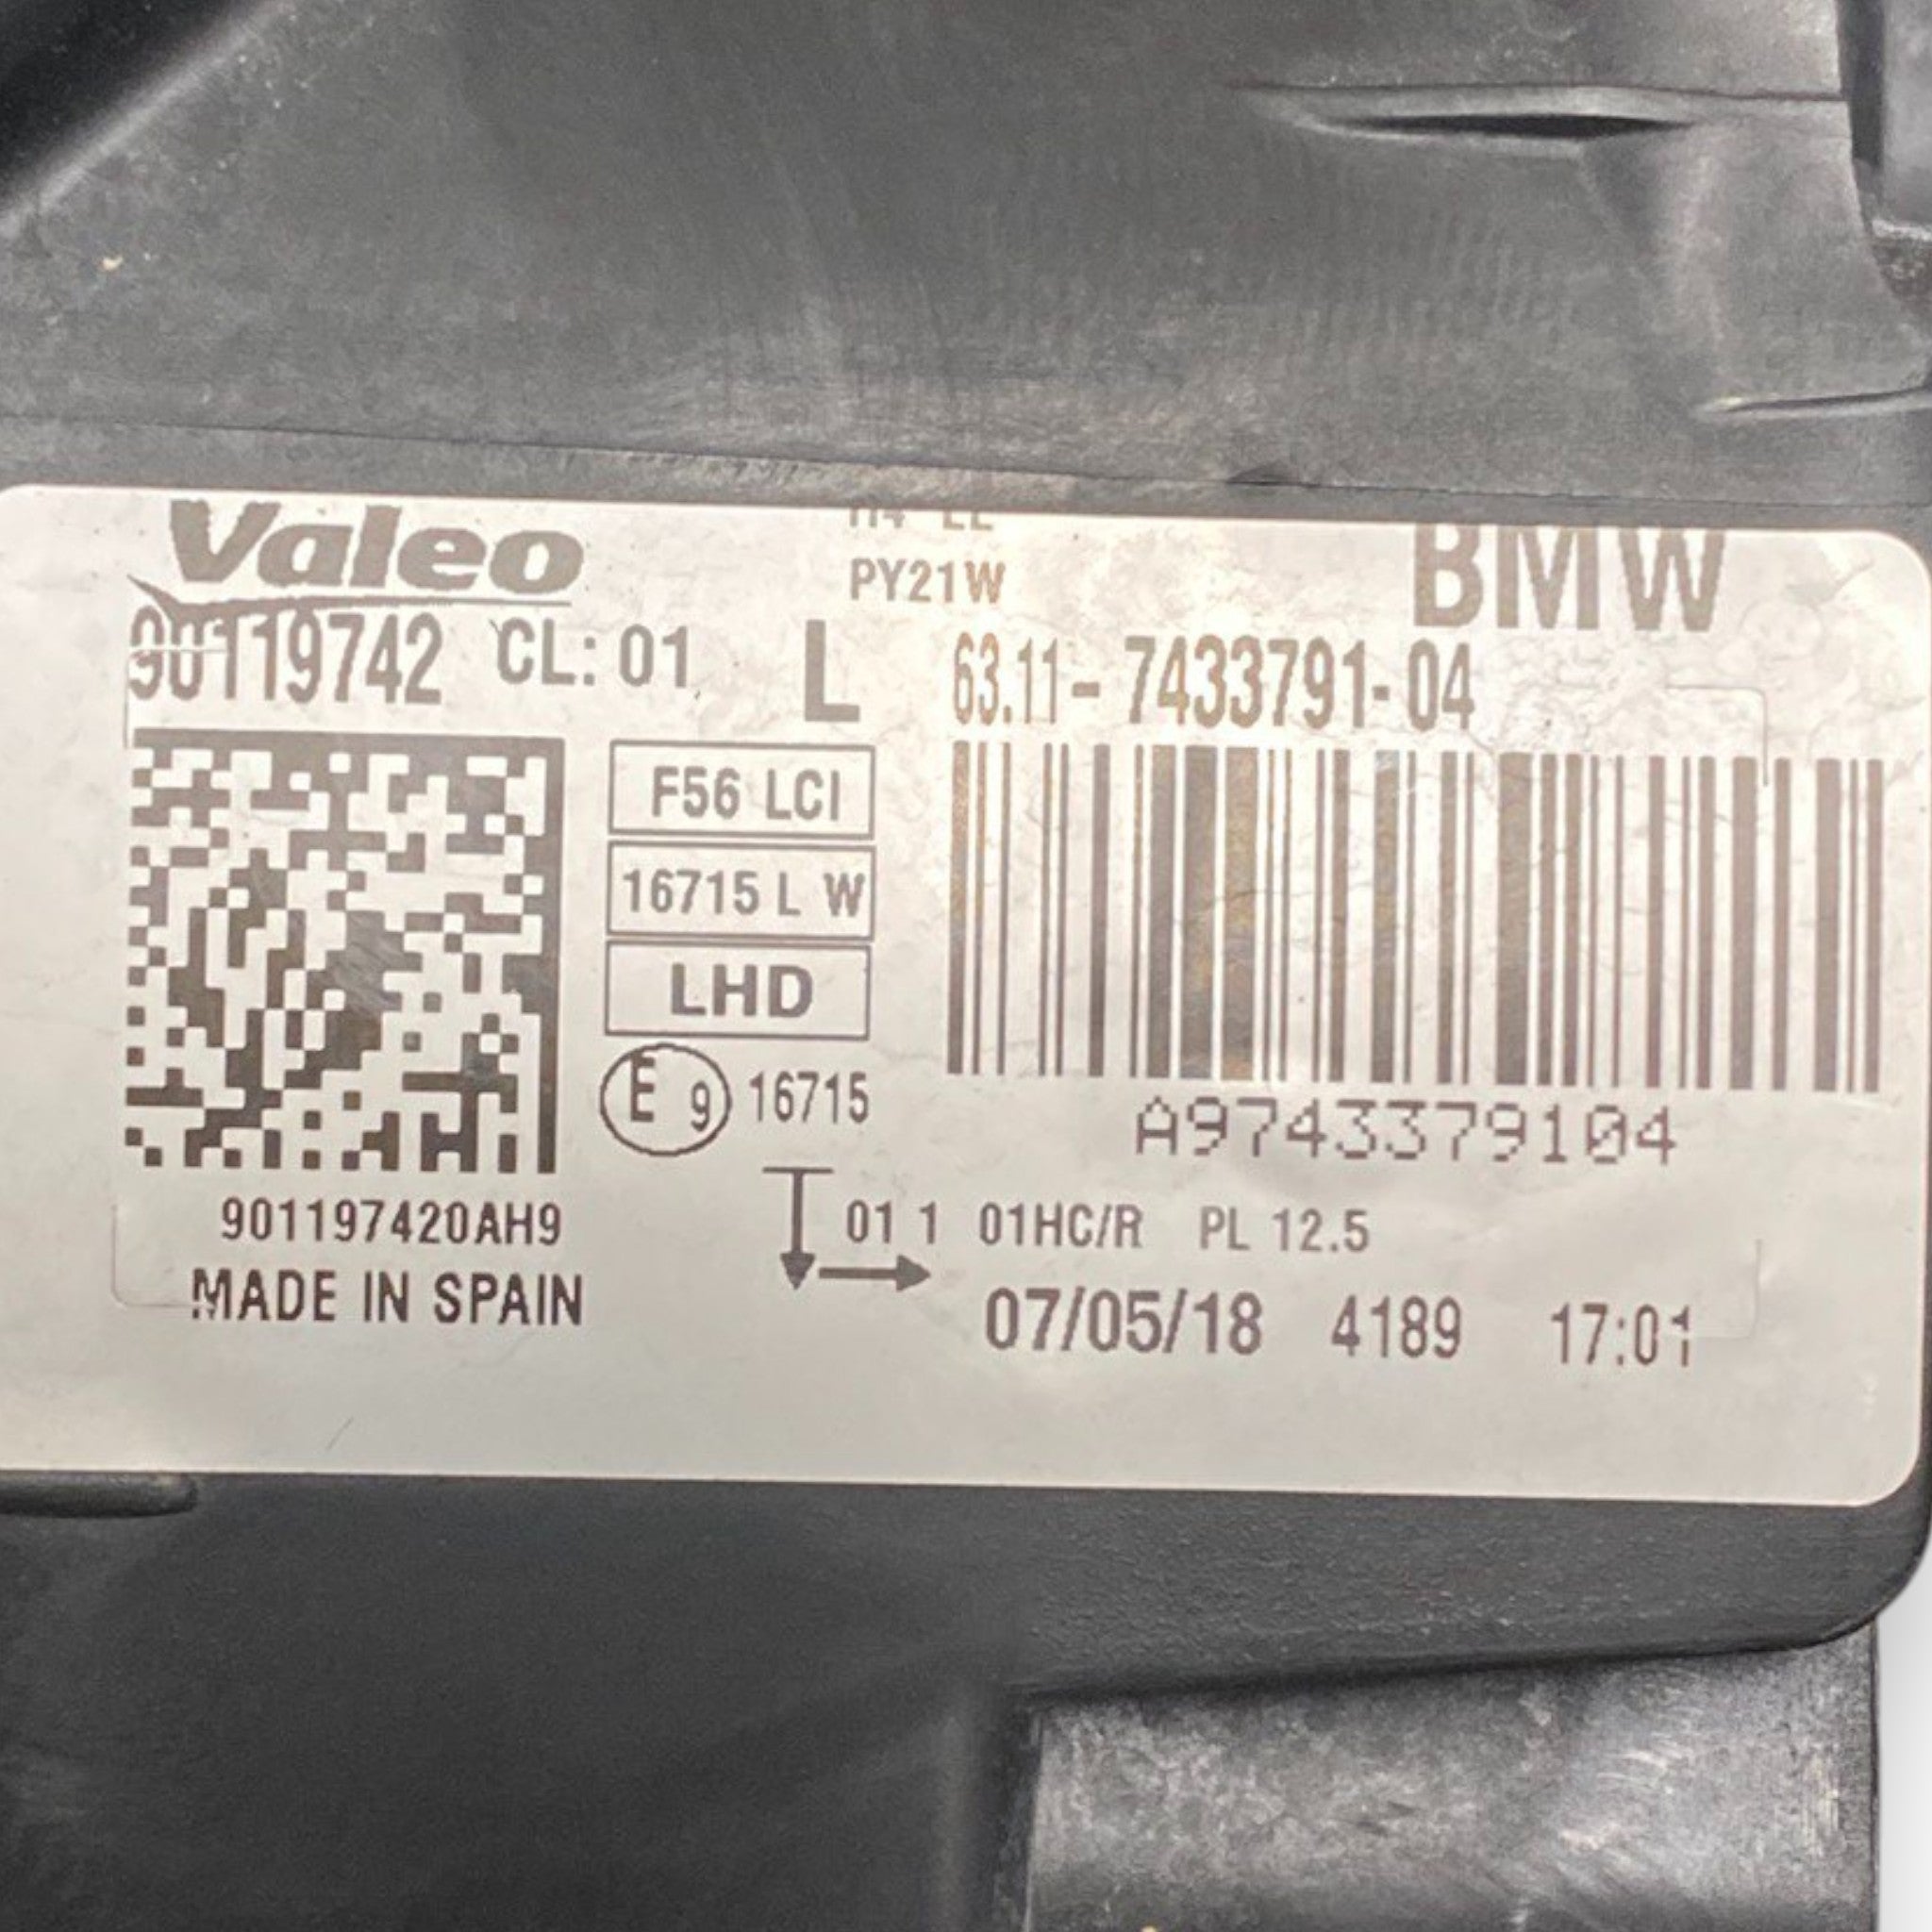 Valeo
PY21W
BMW
90119742 CL: 01 L 63.11- 7433791-04
F56 LCI
16715 L W
LHD
E 9 16715
A9743379104
901197420AH9
01 1 01HC/R PL 12.5
MADE IN SPAIN
07/05/18 4189 17:01